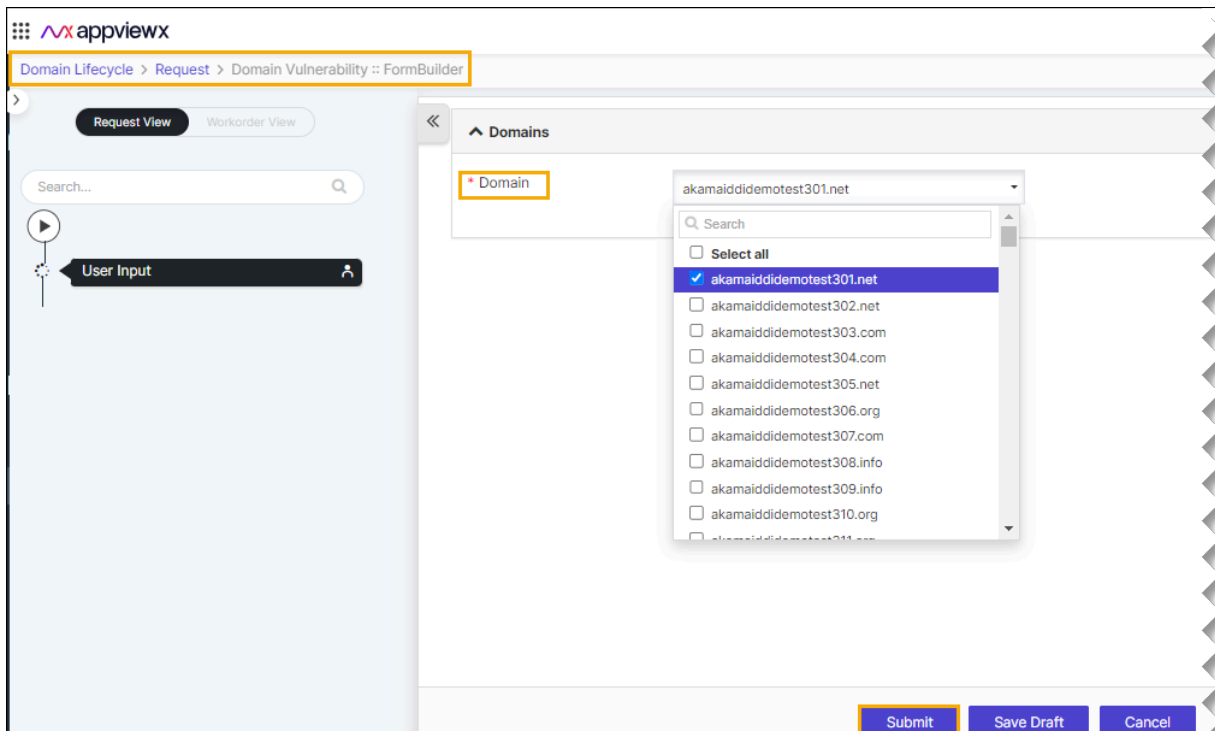 appviewx
Domain Lifecycle > Request > Domain Vulnerability :: FormBuilder
Request View Workorder View
Search...
User Input
Domains
* Domain
akamaiddidemotest301.net
Search
Select all
akamaiddidemotest301.net
akamaiddidemotest302.net
akamaiddidemotest303.com
akamaiddidemotest304.com
akamaiddidemotest305.net
akamaiddidemotest306.org
akamaiddidemotest307.com
akamaiddidemotest308.info
akamaiddidemotest309.info
akamaiddidemotest310.org
Submit Save Draft Cancel